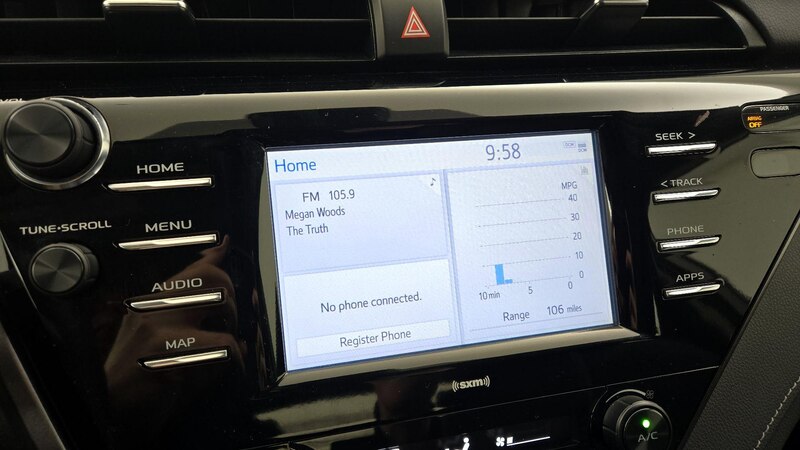 VOL
HOME
TUNE•SCROLL
MENU
AUDIO
MAP
Home
9:58
DCM
FM 105.9
Megan Woods
The Truth
No phone connected.
Register Phone
MPG
40
30
20
10
0
10 min 5 0
Range 106 miles
((sxm))
PASSENGER
AIRBAG
OFF
SEEK >
< TRACK
PHONE
APPS
A/C